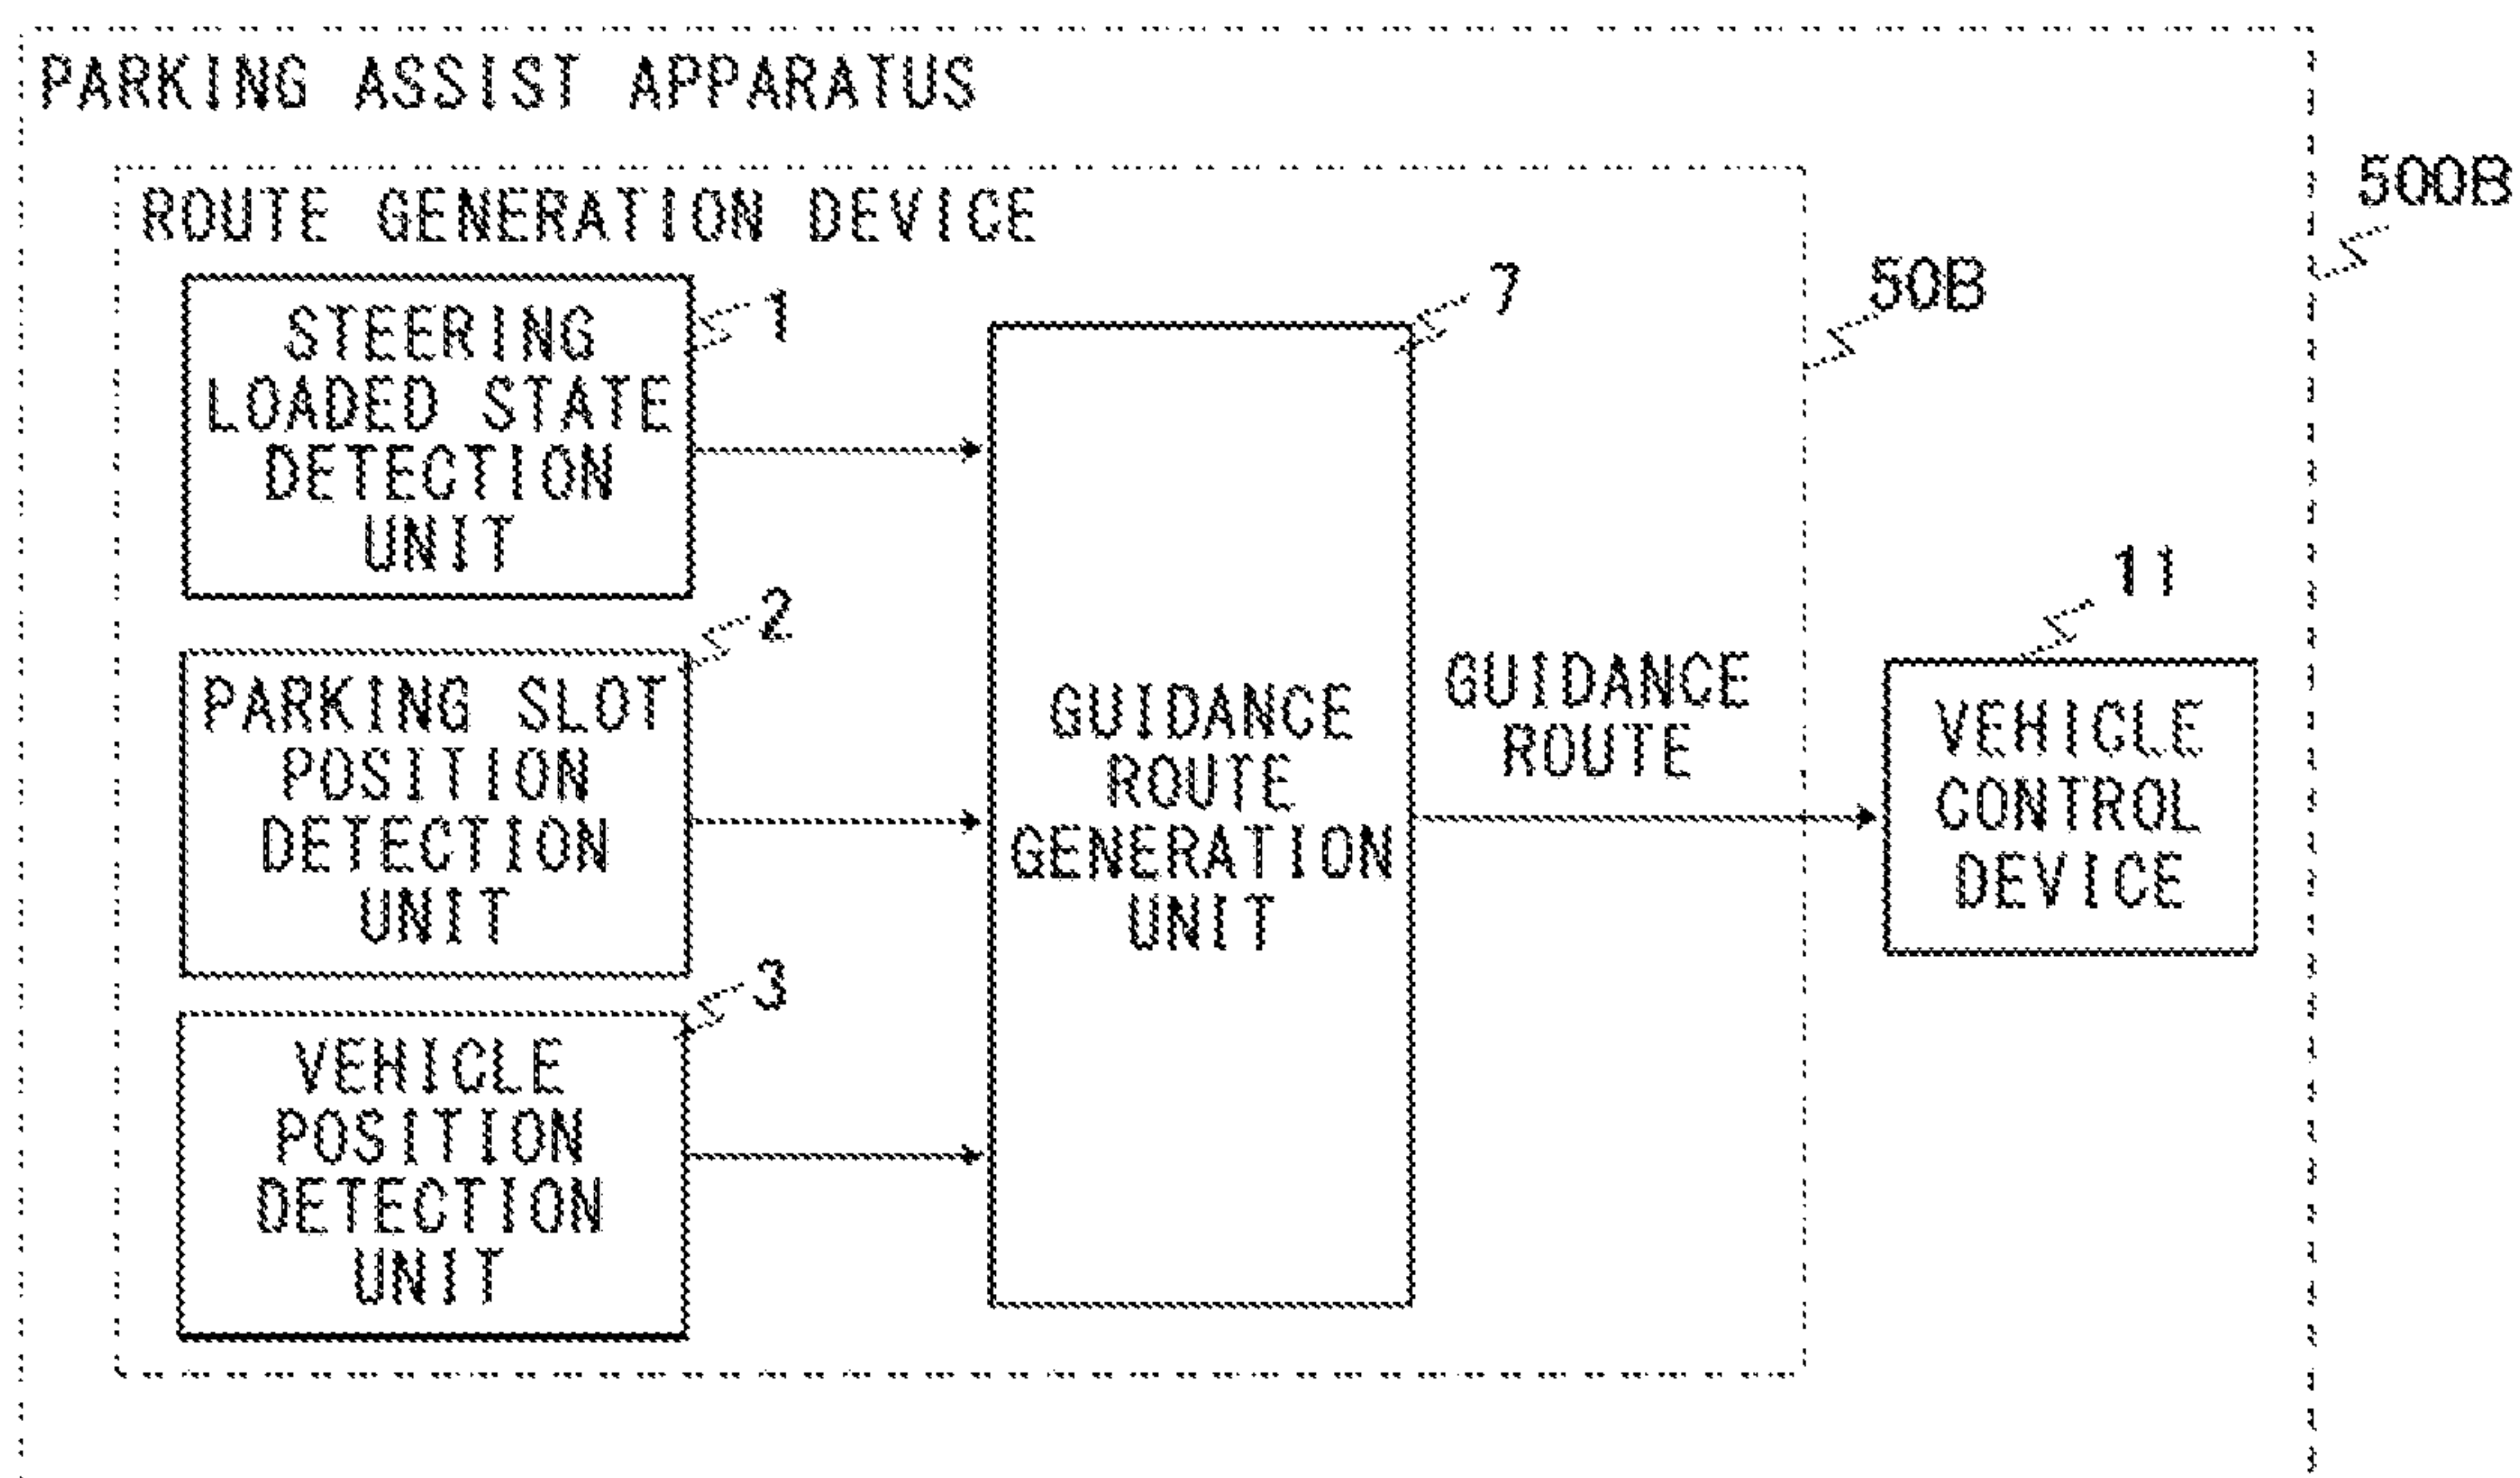 PARKING ASSIST APPARATUS
500B
ROUTE GENERATION DEVICE
50B
1
STEERING
LOADED STATE
DETECTION
UNIT
2
PARKING SLOT
POSITION
DETECTION
UNIT
3
VEHICLE
POSITION
DETECTION
UNIT
7
GUIDANCE
ROUTE
GENERATION
UNIT
GUIDANCE
ROUTE
11
VEHICLE
CONTROL
DEVICE